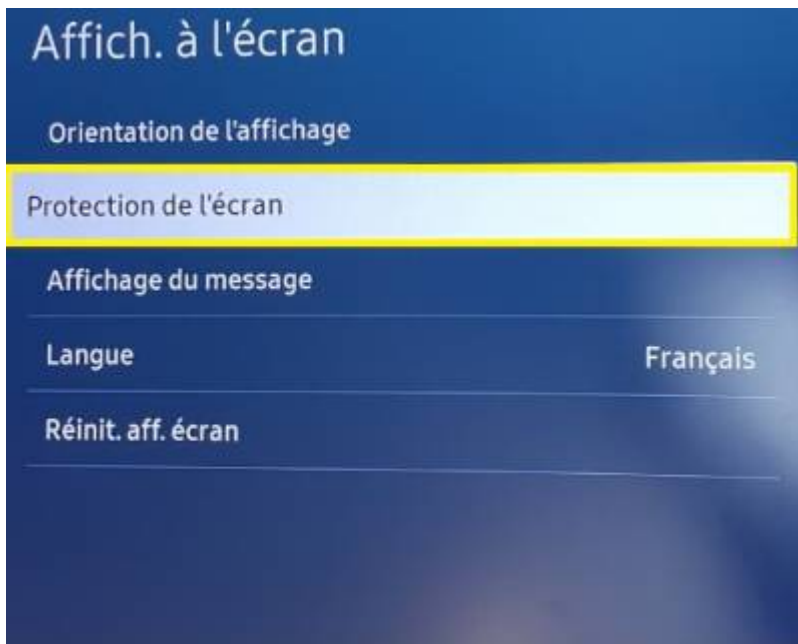 Affich. à l'écran
Orientation de l'affichage
Protection de l'écran
Affichage du message
Langue Français
Réinit. aff. écran